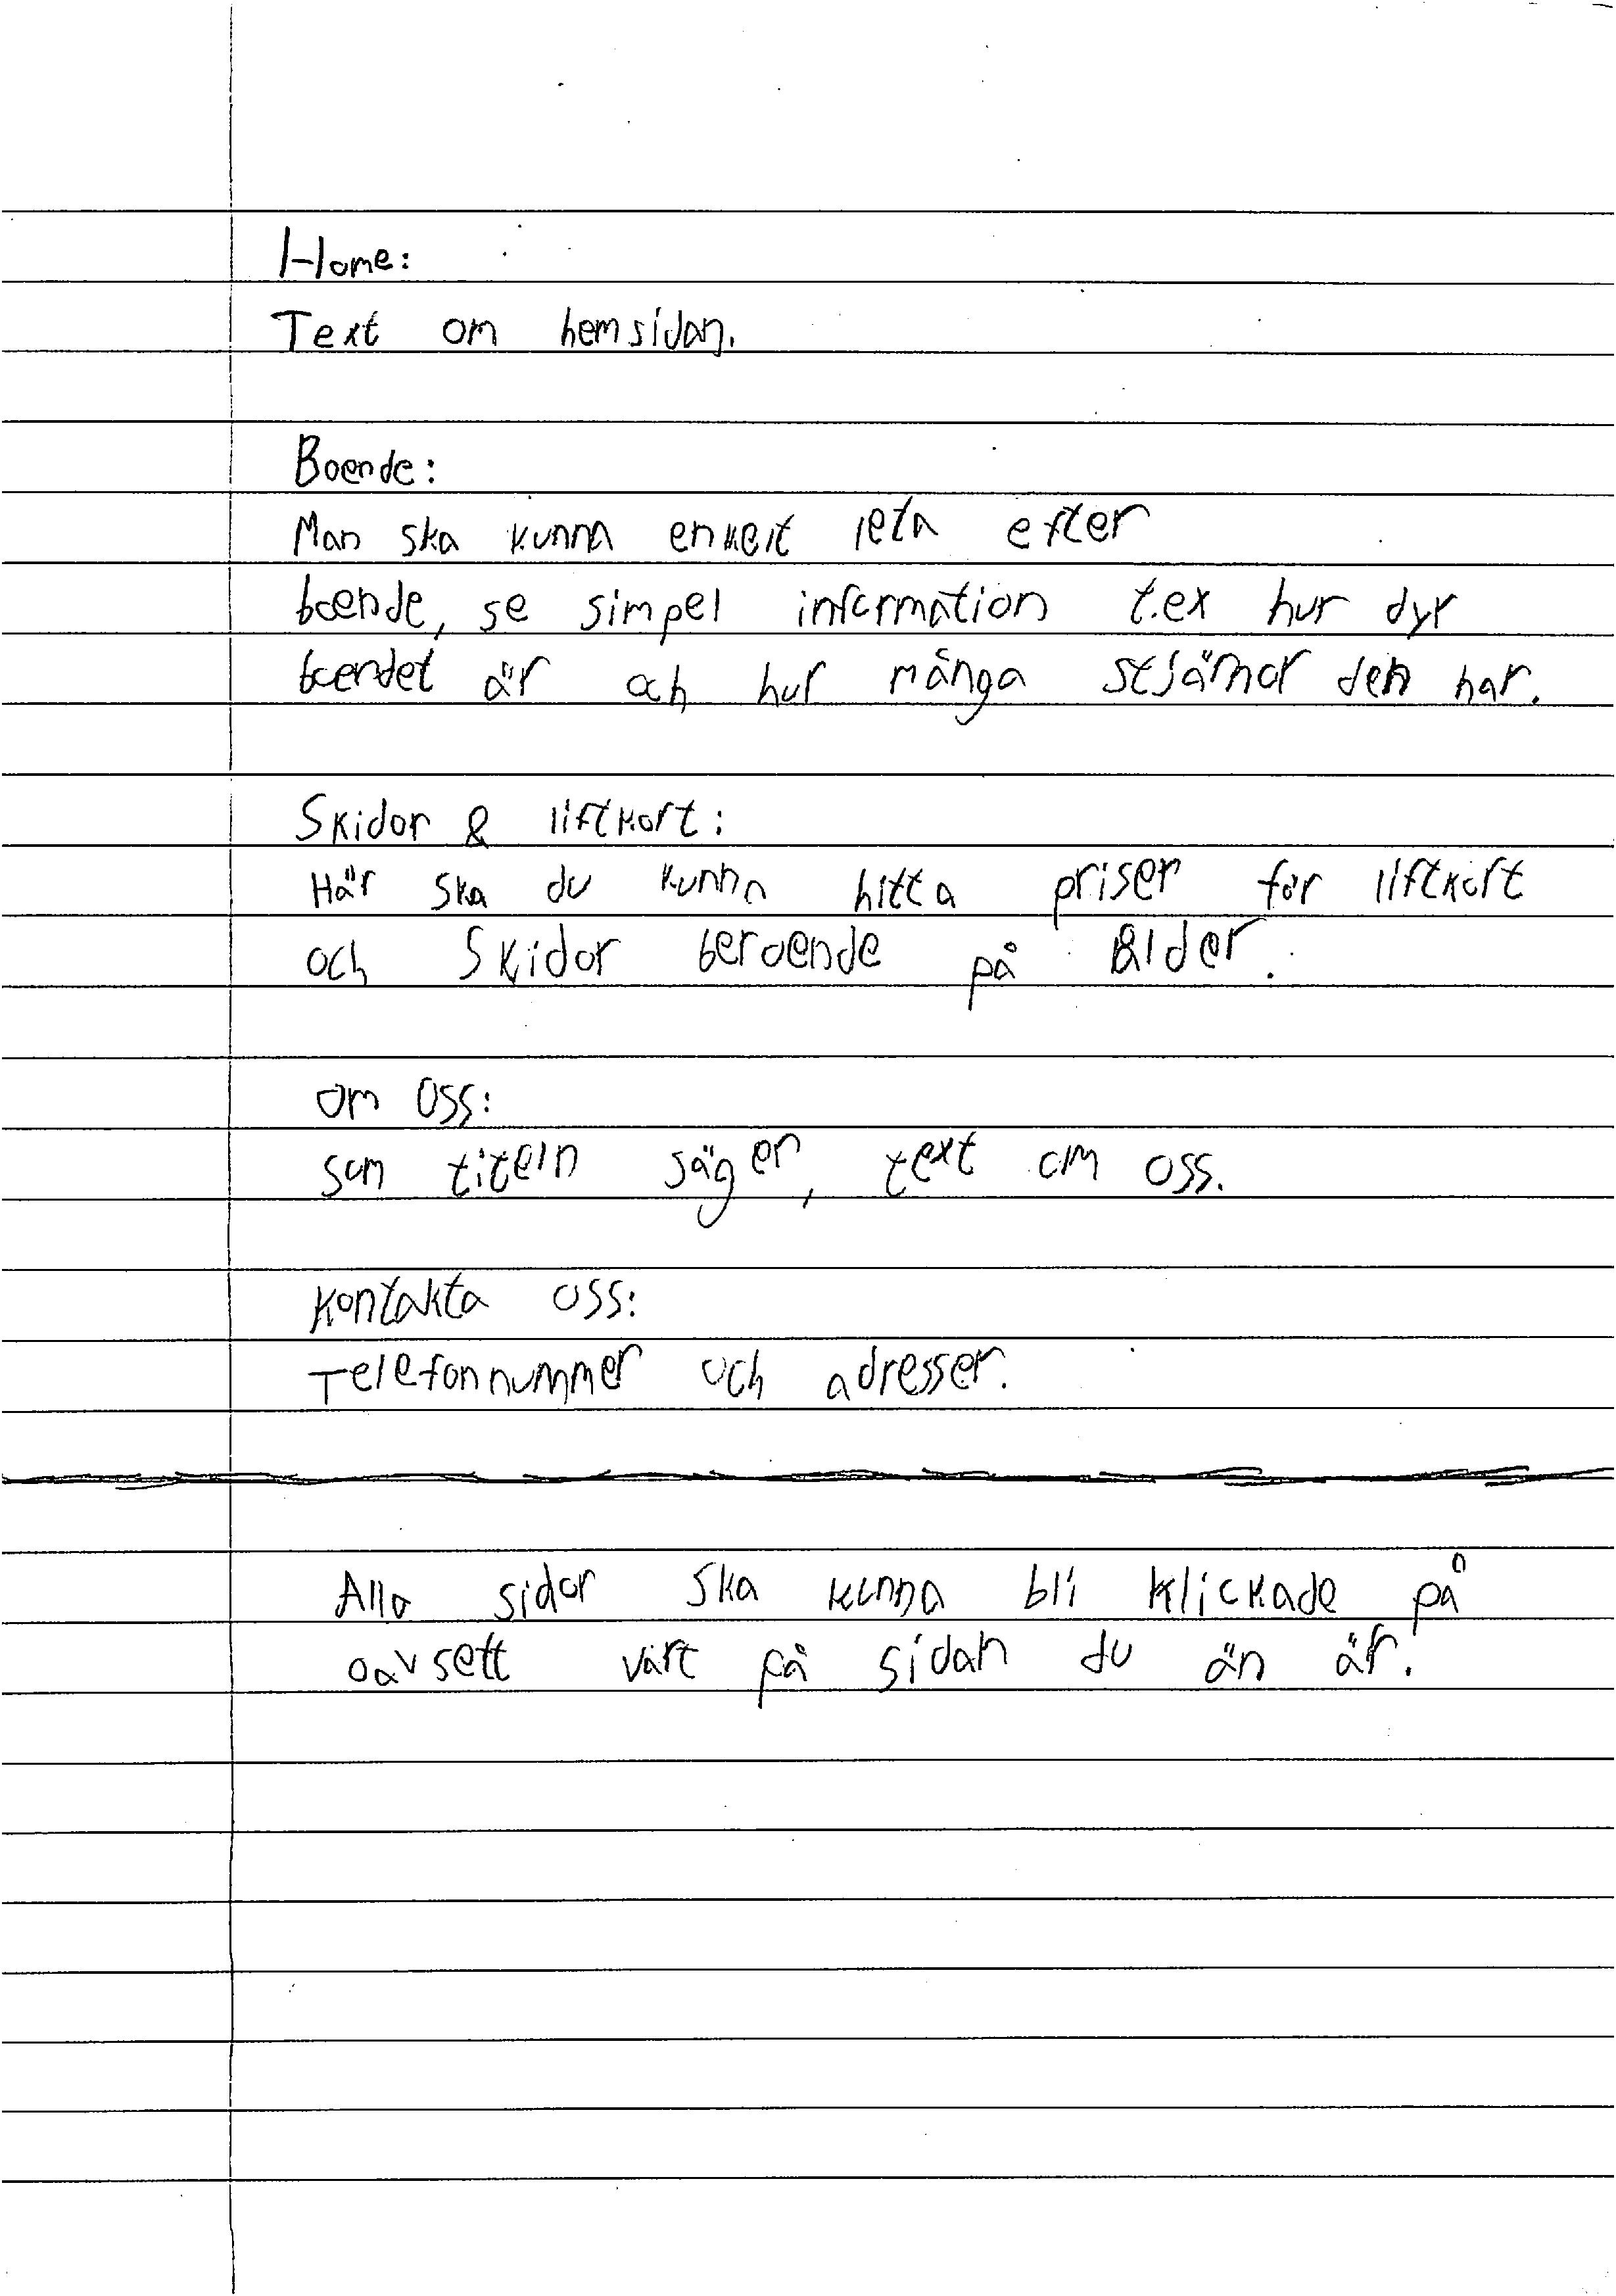 Home:
Text om hemsidan.
Boende:
Man ska kunna enkelt leta efter
boende, se simpel information t.ex hur dyr
boendet är och hur många stjärnor den har.
Skidor & liftkort:
Här ska du kunna hitta priser för liftkort
och Skidor beroende på ålder.
Om oss:
som titeln säger, text om oss.
Kontakta oss:
Telefonnummer och adresser.
Alla sidor ska kunna bli klickade på
oavsett vart på sidan du än är.